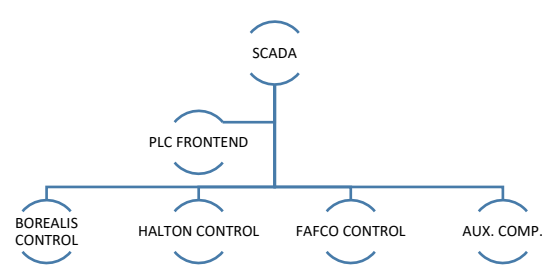 SCADA
PLC FRONTEND
BOREALIS
CONTROL
HALTON CONTROL
FAFCO CONTROL
AUX. COMP.